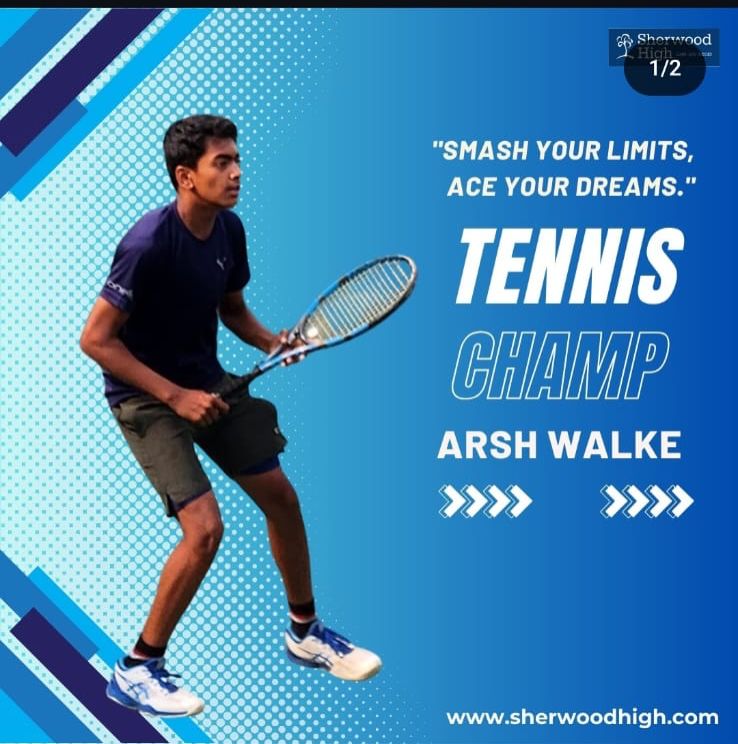 Sherwood
High
1/2
"SMASH YOUR LIMITS,
ACE YOUR DREAMS."
TENNIS
CHAMP
ARSH WALKE
www.sherwoodhigh.com